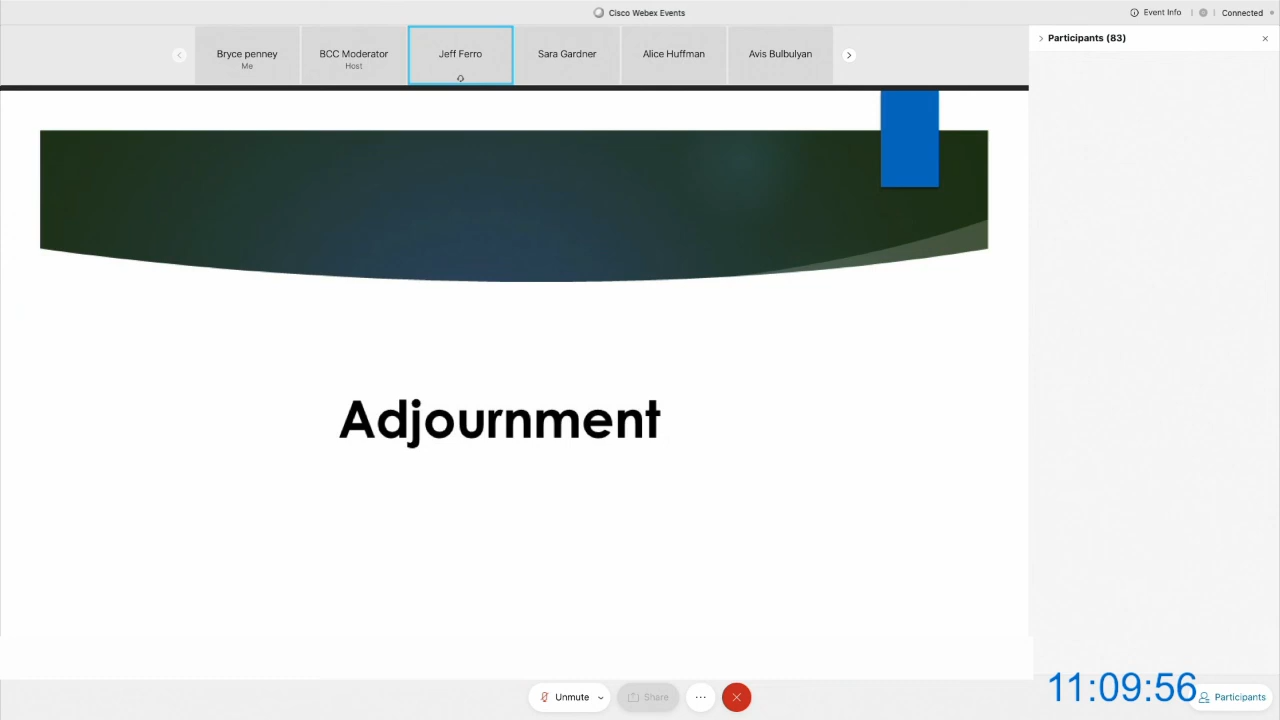 Cisco Webex Events
Event Info
Connected
Bryce penney
Me
BCC Moderator
Host
Jeff Ferro
Sara Gardner
Alice Huffman
Avis Bulbulyan
Participants (83)
Adjournment
Unmute
Share
11:09:56
Participants